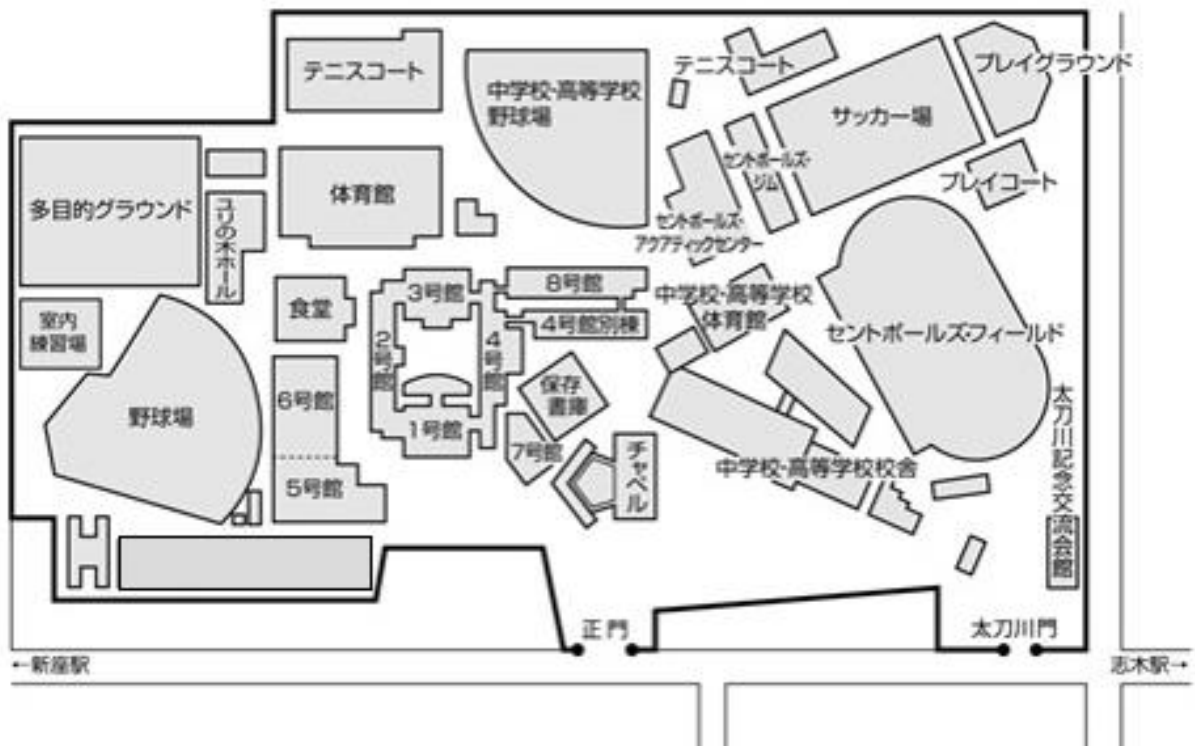 テニスコート
中学校・高等学校
野球場
テニスコート
プレイグラウンド
サッカー場
セントポールズ・
ジム
プレイコート
多目的グラウンド
ユリの木ホール
体育館
セントポールズ・
アクアティックセンター
室内
練習場
食堂
3号館
8号館
4号館別棟
2号館
4号館
1号館
中学校・高等学校
体育館
セントポールズ・フィールド
野球場
6号館
5号館
保存
書庫
7号館
チャペル
中学校・高等学校校舎
太刀川記念交流会館
正門
太刀川門
←新座駅
志木駅→